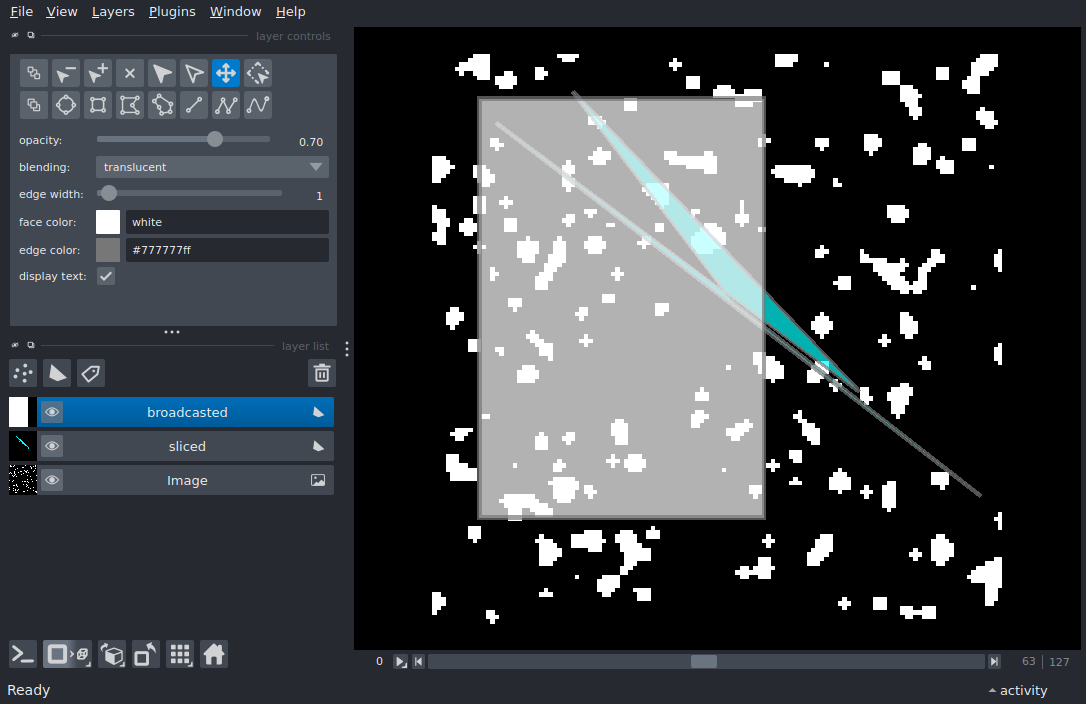 File View Layers Plugins Window Help
layer controls
opacity: 0.70
blending: translucent
edge width: 1
face color: white
edge color: #777777ff
display text:
layer list
broadcasted
sliced
Image
0 63 127
Ready activity